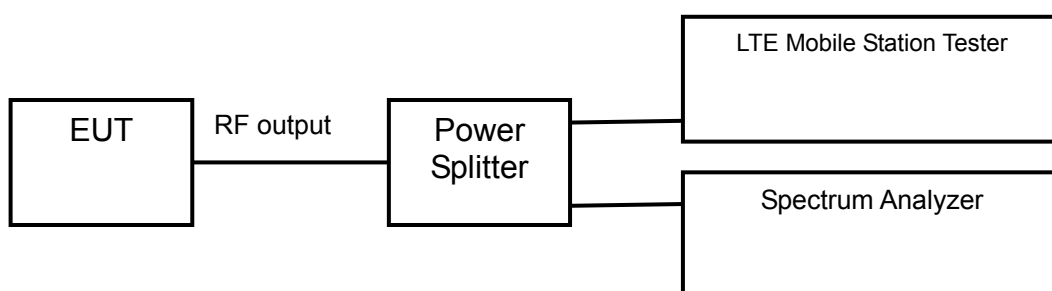 LTE Mobile Station Tester
EUT
RF output
Power
Splitter
Spectrum Analyzer